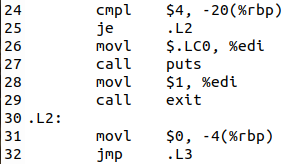 24 cmpl $4, -20(%rbp)
25 je .L2
26 movl $.LC0, %edi
27 call puts
28 movl $1, %edi
29 call exit
30 .L2:
31 movl $0, -4(%rbp)
32 jmp .L3